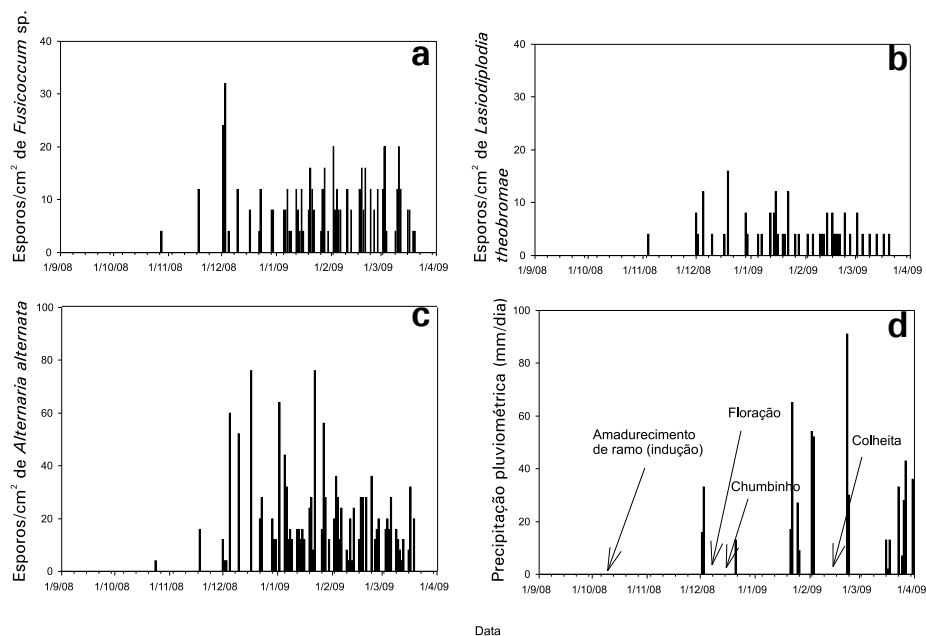 a
Esporos/cm² de Fusicoccum sp.
40
30
20
10
0
1/9/08 1/10/08 1/11/08 1/12/08 1/1/09 1/2/09 1/3/09 1/4/09
b
Esporos/cm² de Lasiodiplodia
theobromae
40
30
20
10
0
1/9/08 1/10/08 1/11/08 1/12/08 1/1/09 1/2/09 1/3/09 1/4/09
c
Esporos/cm² de Alternaria alternata
100
80
60
40
20
0
1/9/08 1/10/08 1/11/08 1/12/08 1/1/09 1/2/09 1/3/09 1/4/09
d
Precipitação pluviométrica (mm/dia)
100
80
60
40
20
0
Amadurecimento
de ramo (indução)
Floração
Chumbinho
Colheita
1/9/08 1/10/08 1/11/08 1/12/08 1/1/09 1/2/09 1/3/09 1/4/09
Data